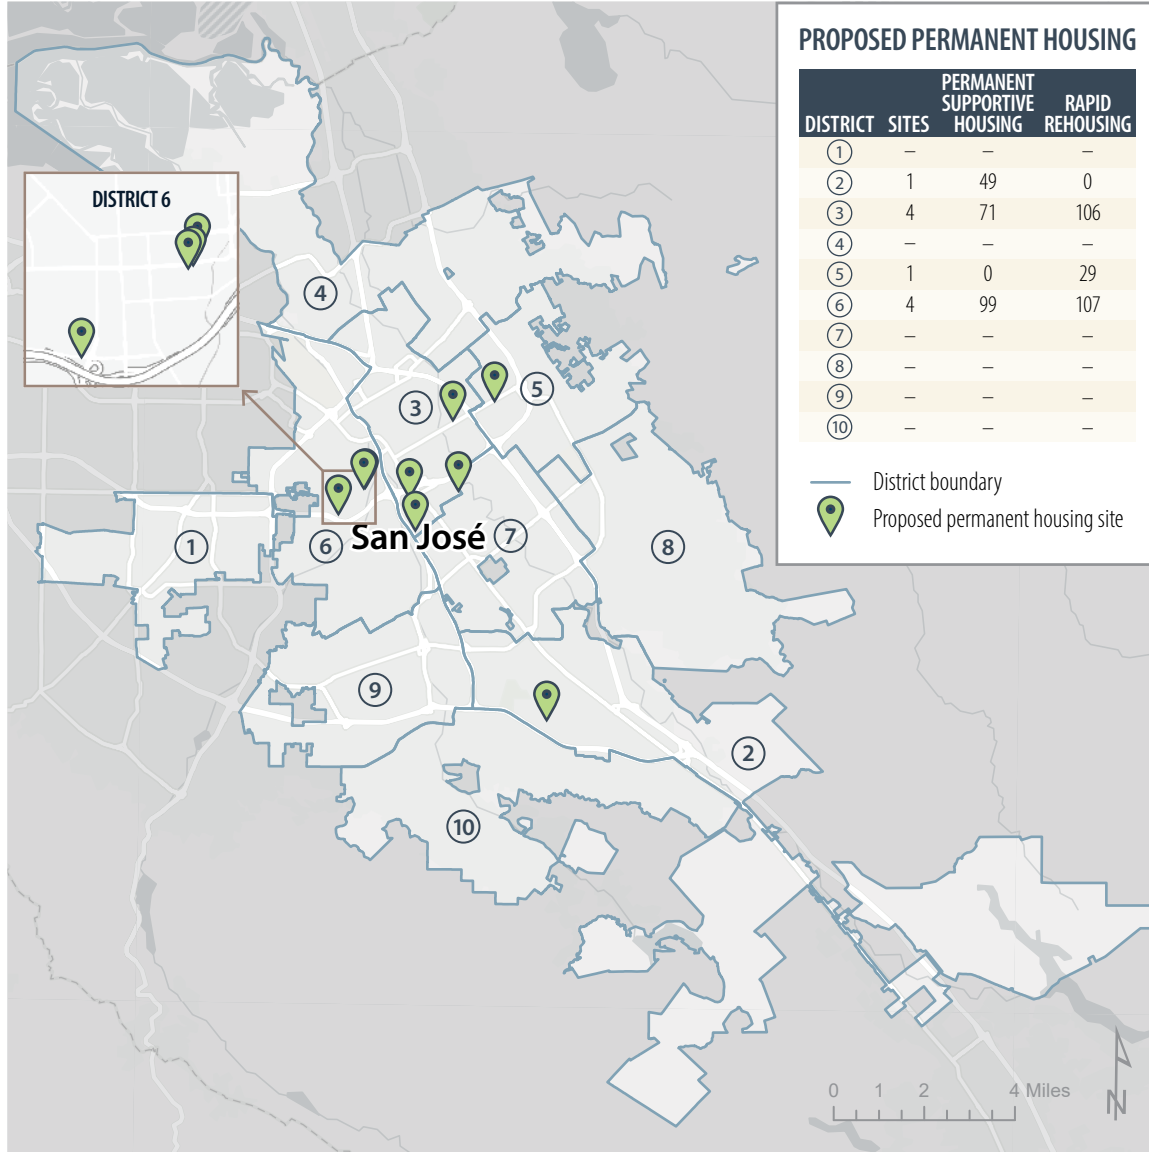 PROPOSED PERMANENT HOUSING
DISTRICT SITES PERMANENT SUPPORTIVE HOUSING RAPID REHOUSING
1 – – –
2 1 49 0
3 4 71 106
4 – – –
5 1 0 29
6 4 99 107
7 – – –
8 – – –
9 – – –
10 – – –
District boundary
Proposed permanent housing site
DISTRICT 6
4
3
5
1
6
San José
7
8
9
2
10
0 1 2 4 Miles
N